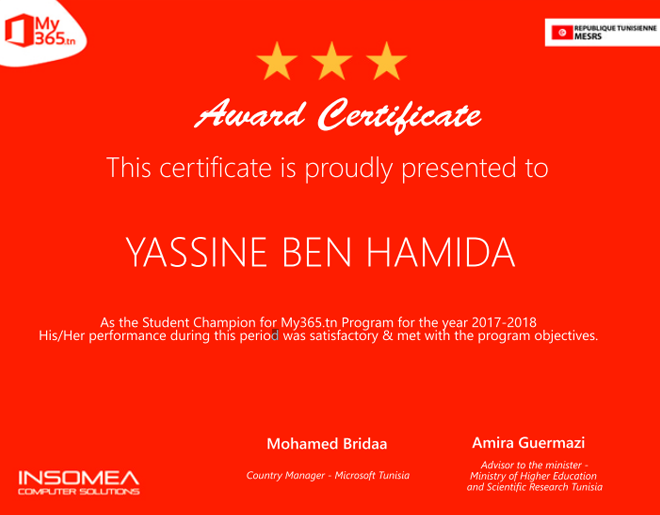 My
365.tn
REPUBLIQUE TUNISIENNE
MESRS
Award Certificate
This certificate is proudly presented to
YASSINE BEN HAMIDA
As the Student Champion for My365.tn Program for the year 2017-2018
His/Her performance during this period was satisfactory & met with the program objectives.
Mohamed Bridaa
Country Manager - Microsoft Tunisia
Amira Guermazi
Advisor to the minister -
Ministry of Higher Education
and Scientific Research Tunisia
INSOMEA
COMPUTER SOLUTIONS